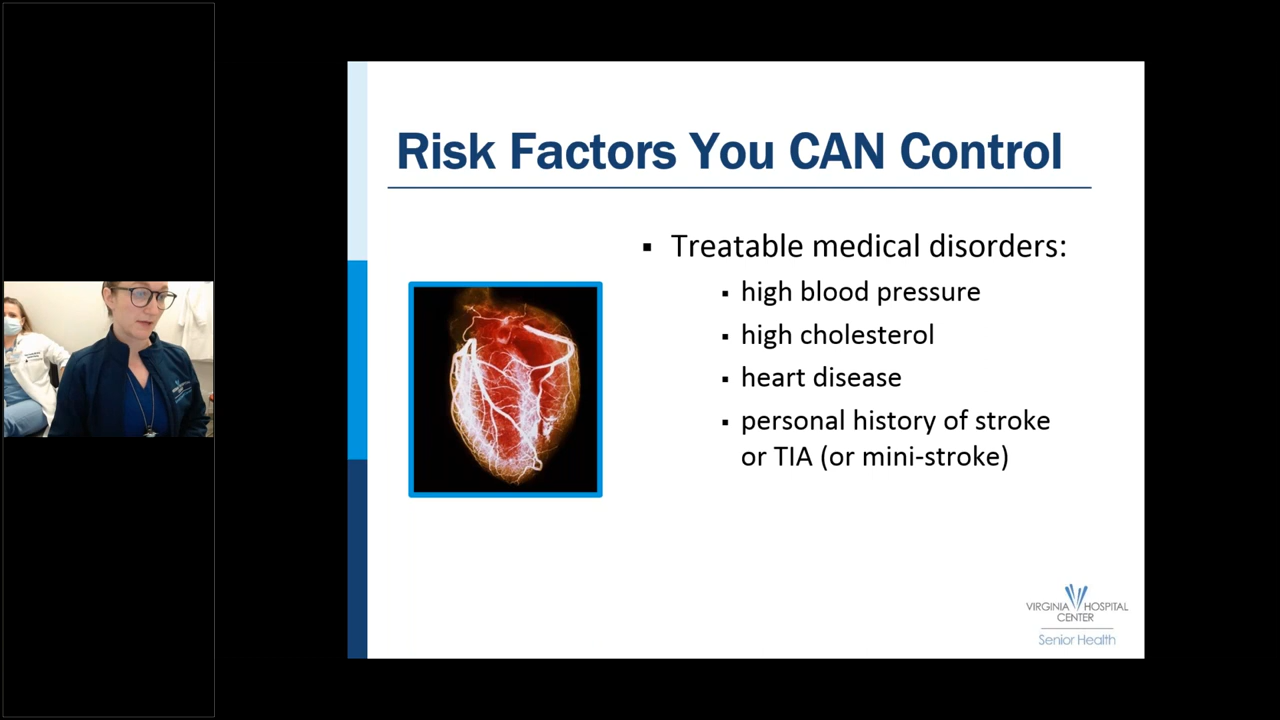 Risk Factors You CAN Control
▪ Treatable medical disorders:
▪ high blood pressure
▪ high cholesterol
▪ heart disease
▪ personal history of stroke
or TIA (or mini-stroke)
VIRGINIA HOSPITAL
CENTER
Senior Health